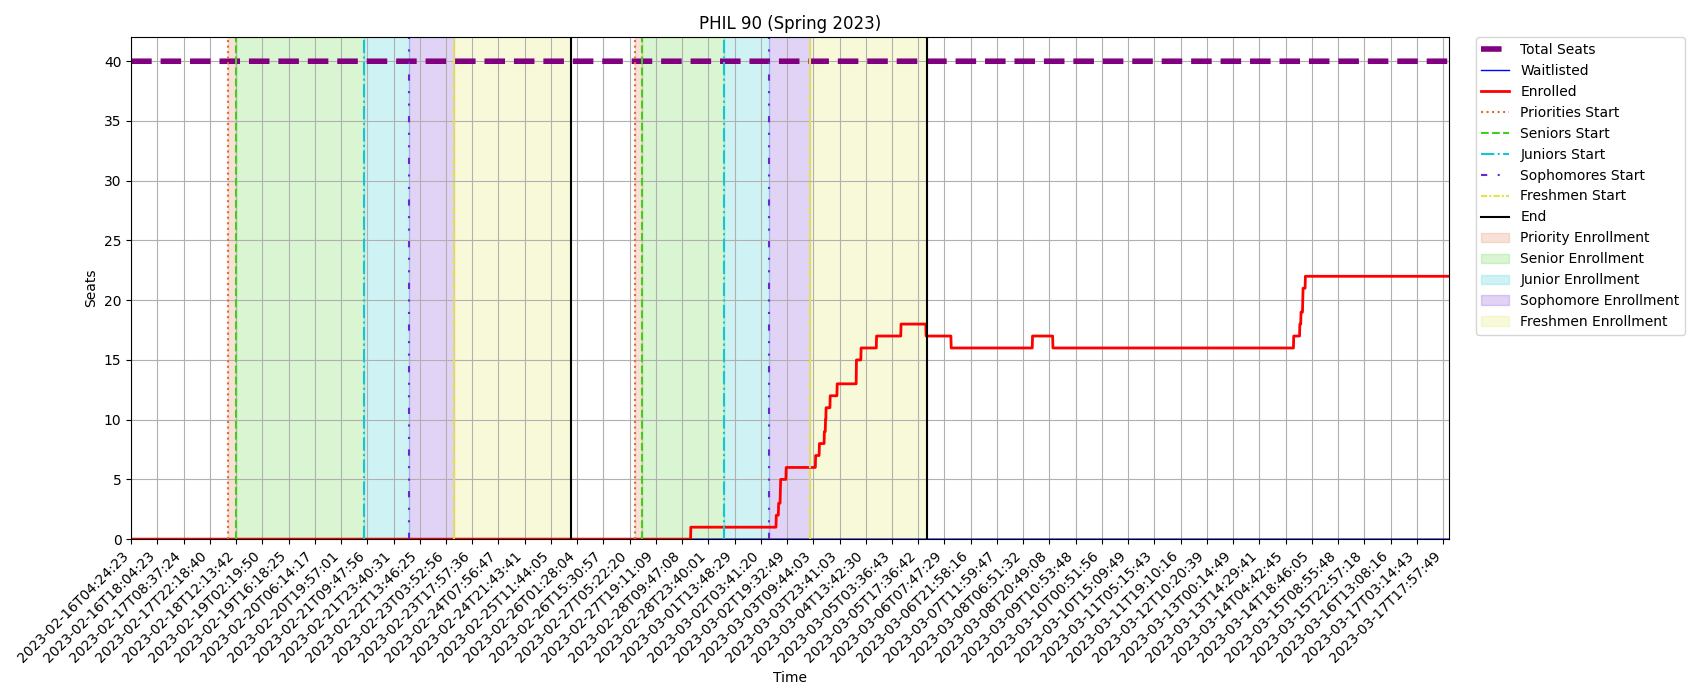 PHIL 90 (Spring 2023)
Seats
40
35
30
25
20
15
10
5
0
2023-02-16T04:24:23
2023-02-16T18:04:23
2023-02-17T08:37:24
2023-02-17T22:18:40
2023-02-18T12:13:42
2023-02-19T02:19:50
2023-02-19T16:18:25
2023-02-20T06:14:17
2023-02-20T19:57:01
2023-02-21T09:47:56
2023-02-21T23:40:31
2023-02-22T13:46:25
2023-02-23T03:52:56
2023-02-23T17:57:36
2023-02-24T07:56:47
2023-02-24T21:43:41
2023-02-25T11:44:05
2023-02-26T01:28:04
2023-02-26T15:30:57
2023-02-27T05:22:20
2023-02-27T19:11:09
2023-02-28T09:47:08
2023-02-28T23:40:01
2023-03-01T13:48:29
2023-03-02T03:41:20
2023-03-02T19:32:49
2023-03-03T09:44:03
2023-03-03T23:41:03
2023-03-04T13:42:30
2023-03-05T03:36:43
2023-03-05T17:36:42
2023-03-06T07:47:29
2023-03-06T21:58:16
2023-03-07T11:59:47
2023-03-08T06:51:32
2023-03-08T20:49:08
2023-03-09T10:53:48
2023-03-10T00:51:56
2023-03-10T15:09:49
2023-03-11T05:15:43
2023-03-11T19:10:16
2023-03-12T10:20:39
2023-03-13T00:14:49
2023-03-13T14:29:41
2023-03-14T04:42:45
2023-03-14T18:46:05
2023-03-15T08:55:48
2023-03-15T22:57:18
2023-03-16T13:08:16
2023-03-17T03:14:43
2023-03-17T17:57:49
Time
Total Seats
Waitlisted
Enrolled
Priorities Start
Seniors Start
Juniors Start
Sophomores Start
Freshmen Start
End
Priority Enrollment
Senior Enrollment
Junior Enrollment
Sophomore Enrollment
Freshmen Enrollment